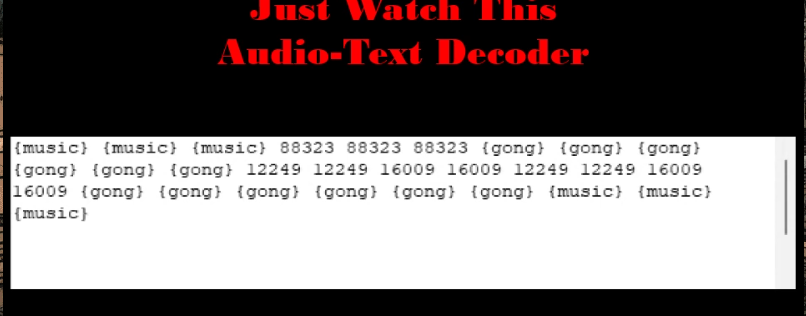 Just Watch This
Audio-Text Decoder
{music} {music} {music} 88323 88323 88323 {gong} {gong} {gong}
{gong} {gong} {gong} 12249 12249 16009 16009 12249 12249 16009
16009 {gong} {gong} {gong} {gong} {gong} {gong} {music} {music}
{music}